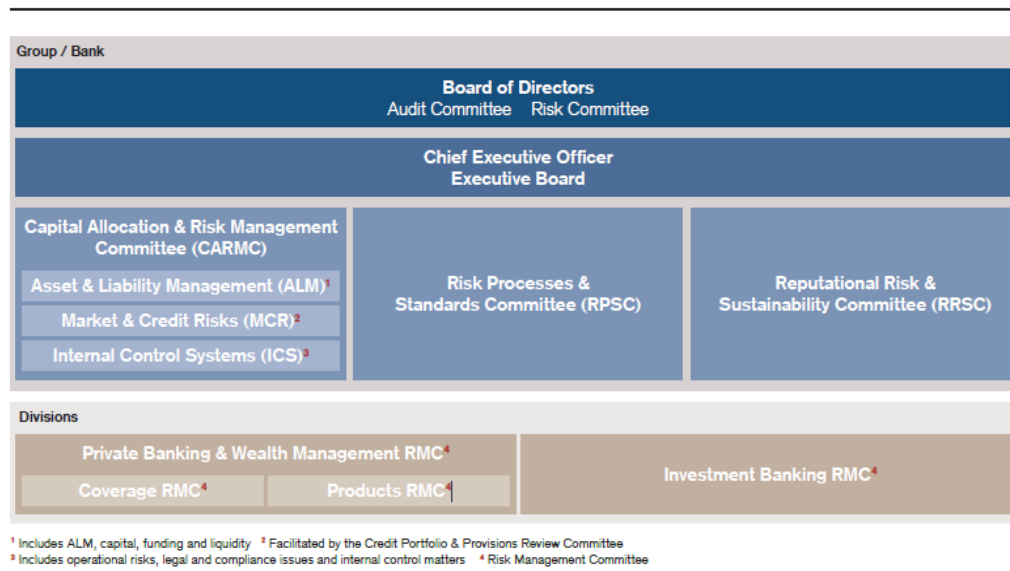 Group / Bank
Board of Directors
Audit Committee Risk Committee
Chief Executive Officer
Executive Board
Capital Allocation & Risk Management
Committee (CARMC)
Asset & Liability Management (ALM)¹
Market & Credit Risks (MCR)²
Internal Control Systems (ICS)³
Risk Processes &
Standards Committee (RPSC)
Reputational Risk &
Sustainability Committee (RRSC)
Divisions
Private Banking & Wealth Management RMC⁴
Coverage RMC⁴
Products RMC⁴
Investment Banking RMC⁴
¹ Includes ALM, capital, funding and liquidity ² Facilitated by the Credit Portfolio & Provisions Review Committee
³ Includes operational risks, legal and compliance issues and internal control matters ⁴ Risk Management Committee